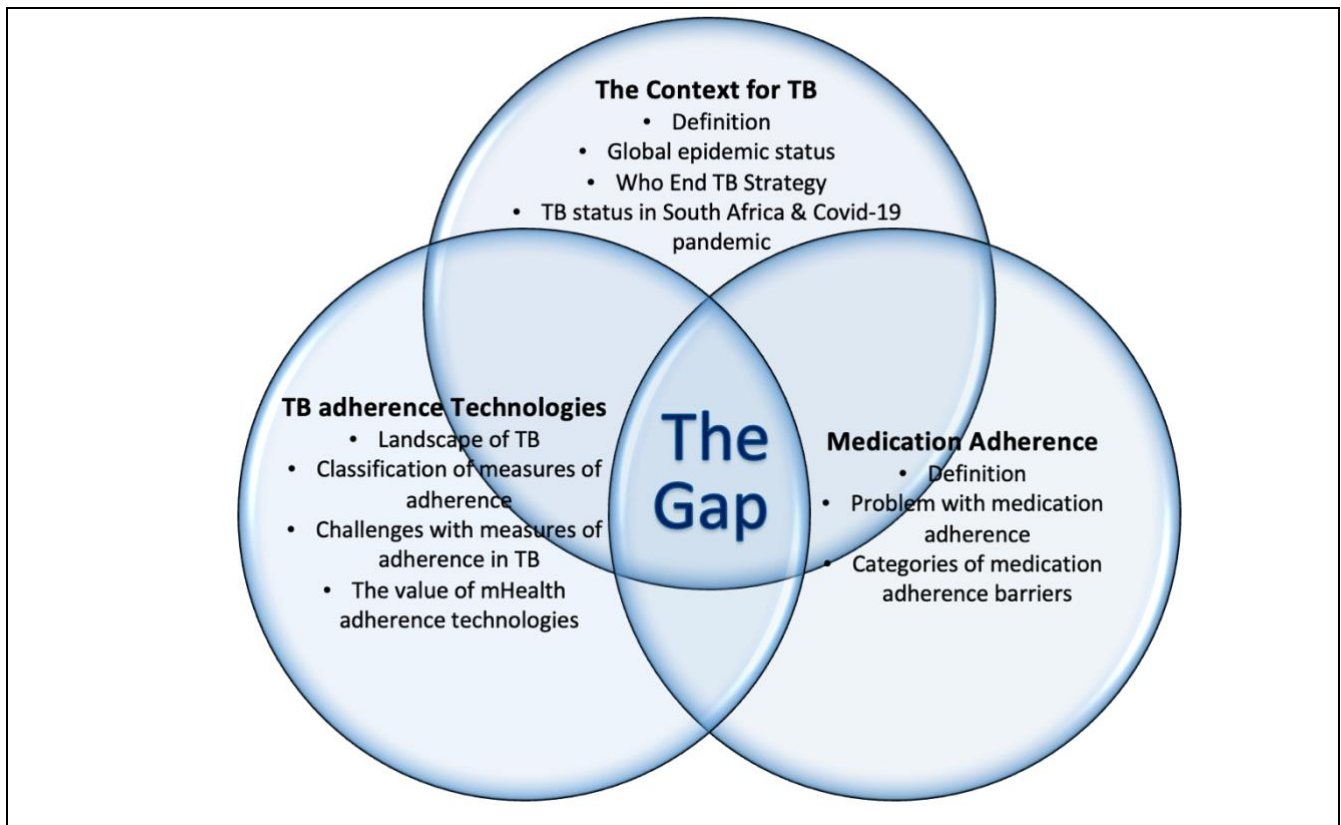 The Context for TB
• Definition
• Global epidemic status
• Who End TB Strategy
• TB status in South Africa & Covid-19
pandemic
TB adherence Technologies
• Landscape of TB
• Classification of measures of
adherence
• Challenges with measures of
adherence in TB
• The value of mHealth
adherence technologies
The
Gap
Medication Adherence
• Definition
• Problem with medication
adherence
• Categories of medication
adherence barriers